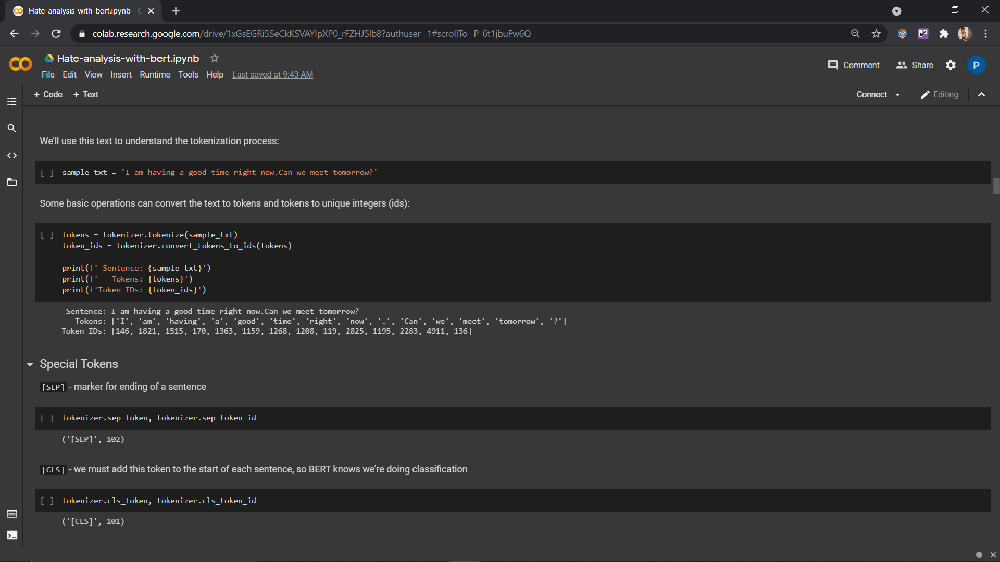 Hate-analysis-with-bert.ipynb - C
colab.research.google.com/drive/1xGsEGRi5SeCkKSVAYIpXP0_rFZHJ5lb8?authuser=1#scrollTo=P-6t1jbuFw6Q
Hate-analysis-with-bert.ipynb
File Edit View Insert Runtime Tools Help Last saved at 9:43 AM
Comment Share P
+ Code + Text
Connect Editing
We'll use this text to understand the tokenization process:
[ ] sample_txt = 'I am having a good time right now.Can we meet tomorrow?'
Some basic operations can convert the text to tokens and tokens to unique integers (ids):
[ ] tokens = tokenizer.tokenize(sample_txt)
token_ids = tokenizer.convert_tokens_to_ids(tokens)
print(f' Sentence: {sample_txt}')
print(f'   Tokens: {tokens}')
print(f'Token IDs: {token_ids}')
Sentence: I am having a good time right now.Can we meet tomorrow?
Tokens: ['I', 'am', 'having', 'a', 'good', 'time', 'right', 'now', '.', 'Can', 'we', 'meet', 'tomorrow', '?']
Token IDs: [146, 1821, 1515, 170, 1363, 1159, 1268, 1208, 119, 2825, 1195, 2283, 4911, 136]
Special Tokens
[SEP] - marker for ending of a sentence
[ ] tokenizer.sep_token, tokenizer.sep_token_id
('[SEP]', 102)
[CLS] - we must add this token to the start of each sentence, so BERT knows we're doing classification
[ ] tokenizer.cls_token, tokenizer.cls_token_id
('[CLS]', 101)